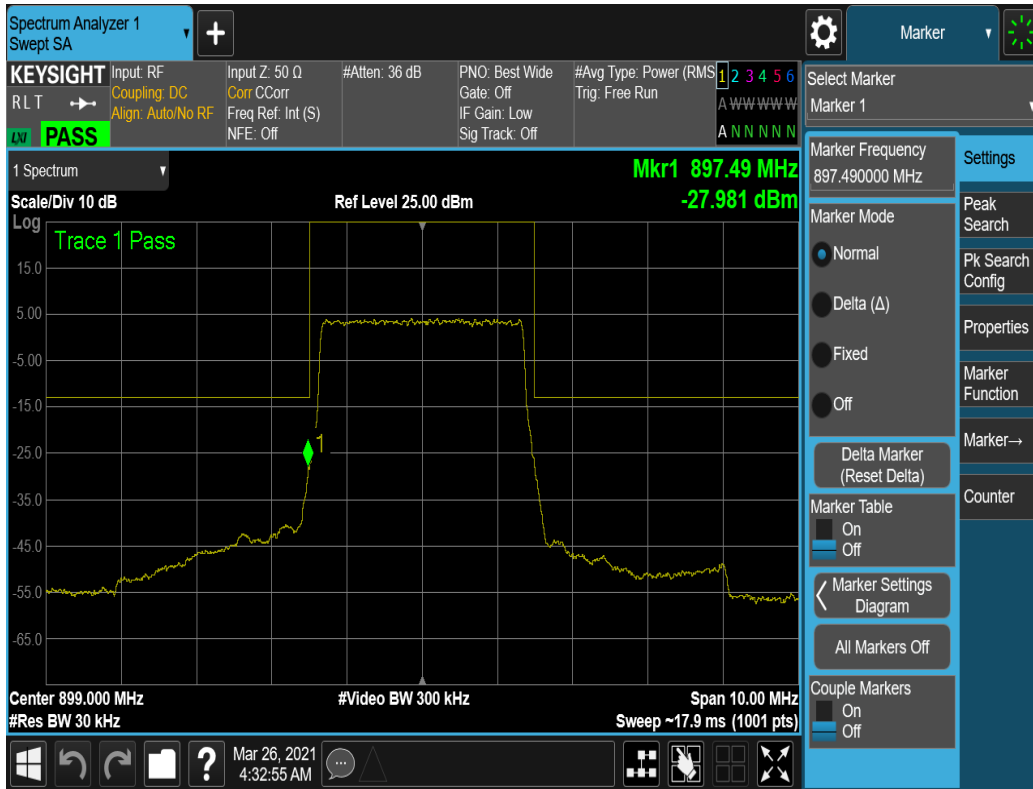 Spectrum Analyzer 1
Swept SA
+
Marker
KEYSIGHT
R L T
LXI
PASS
Input: RF
Coupling: DC
Align: Auto/No RF
Input Z: 50 Ω
Corr CCorr
Freq Ref: Int (S)
NFE: Off
#Atten: 36 dB
PNO: Best Wide
Gate: Off
IF Gain: Low
Sig Track: Off
#Avg Type: Power (RMS
Trig: Free Run
1 2 3 4 5 6
A W W W W W
A N N N N N
Select Marker
Marker 1
1 Spectrum
Mkr1 897.49 MHz
-27.981 dBm
Scale/Div 10 dB
Ref Level 25.00 dBm
Log
Trace 1 Pass
15.0
5.00
-5.00
-15.0
-25.0
-35.0
-45.0
-55.0
-65.0
1
Center 899.000 MHz
#Video BW 300 kHz
Span 10.00 MHz
#Res BW 30 kHz
Sweep ~17.9 ms (1001 pts)
Marker Frequency
897.490000 MHz
Marker Mode
Normal
Delta (Δ)
Fixed
Off
Delta Marker
(Reset Delta)
Marker Table
On
Off
Marker Settings
Diagram
All Markers Off
Couple Markers
On
Off
Settings
Peak
Search
Pk Search
Config
Properties
Marker
Function
Marker→
Counter
?
Mar 26, 2021
4:32:55 AM